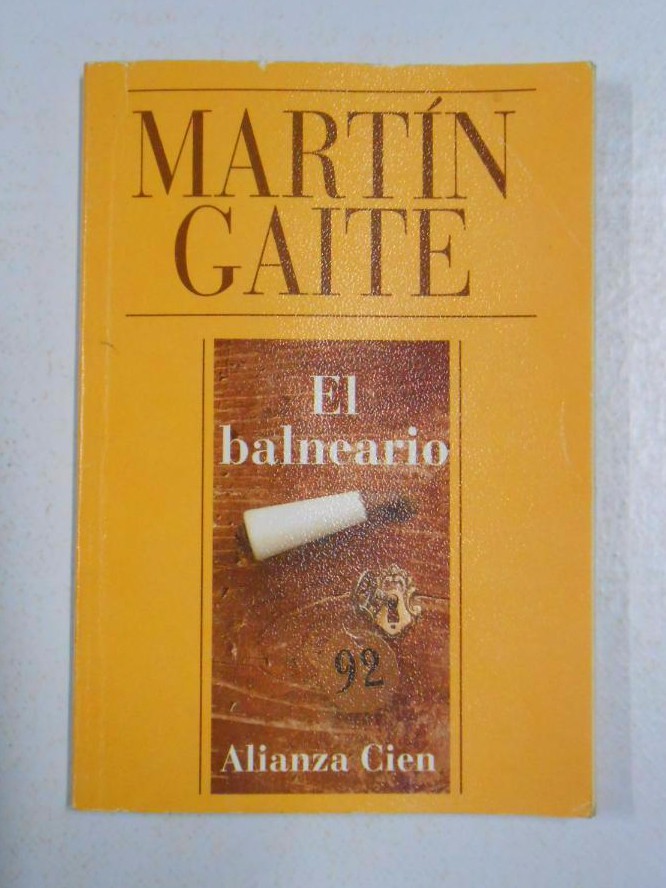 MARTÍN
GAITE
El
balneario
92
Alianza Cien